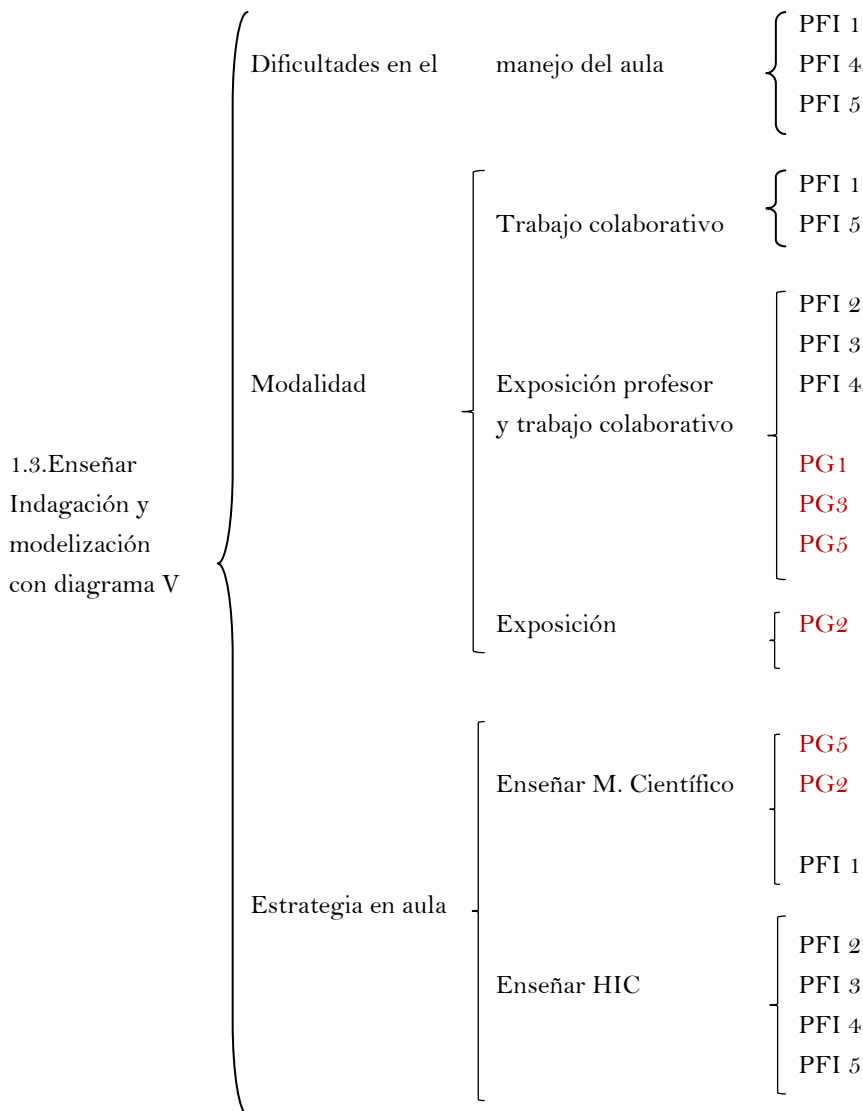 PFI 1
Dificultades en el manejo del aula
PFI 4
PFI 5
PFI 1
Trabajo colaborativo
PFI 5
PFI 2
PFI 3
Modalidad
Exposición profesor
PFI 4
y trabajo colaborativo
1.3.Enseñar
PG1
Indagación y
PG3
modelización
PG5
con diagrama V
Exposición
PG2
PG5
Enseñar M. Científico
PG2
PFI 1
Estrategia en aula
PFI 2
Enseñar HIC
PFI 3
PFI 4
PFI 5